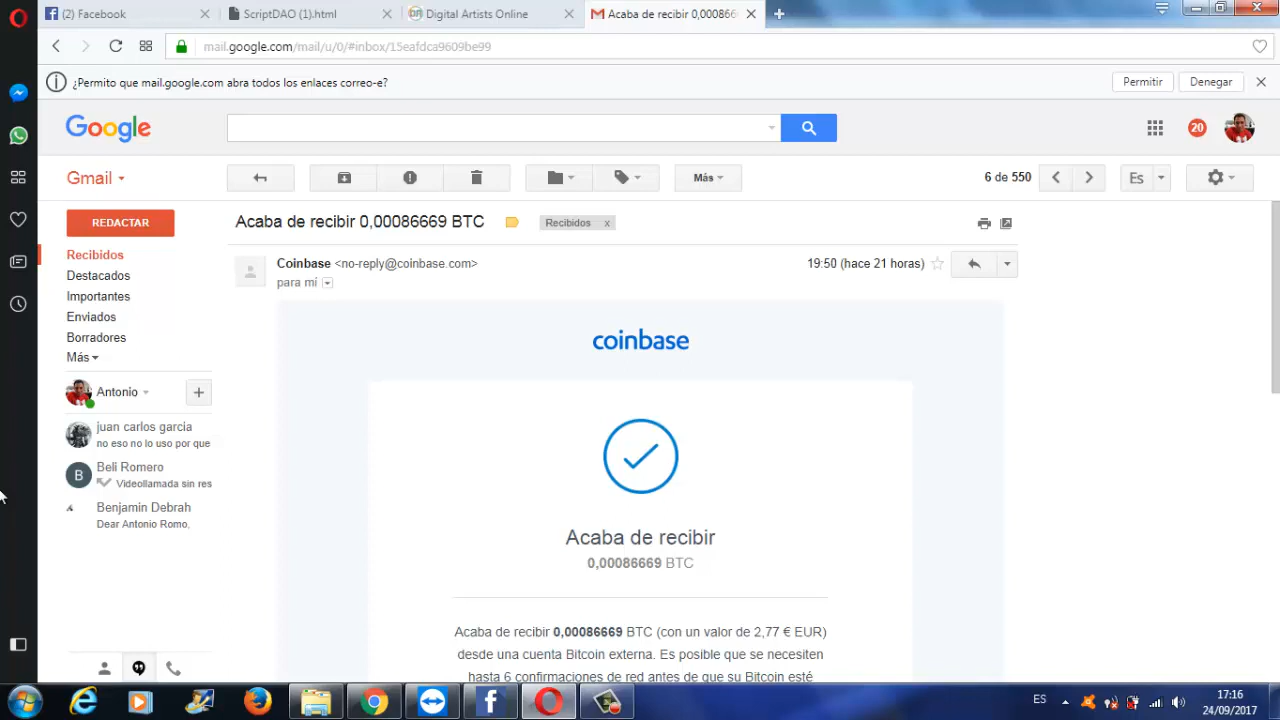 (2) Facebook
ScriptDAO (1).html
Digital Artists Online
Acaba de recibir 0,00086669
mail.google.com/mail/u/0/#inbox/15eafdca9609be99
¿Permito que mail.google.com abra todos los enlaces correo-e?
Permitir
Denegar
Google
20
Gmail
Más
6 de 550
Es
REDACTAR
Acaba de recibir 0,00086669 BTC
Recibidos x
Recibidos
Destacados
Importantes
Enviados
Borradores
Más
Coinbase <no-reply@coinbase.com>
19:50 (hace 21 horas)
para mí
coinbase
Antonio
juan carlos garcia
no eso no lo uso por que
B
Beli Romero
Videollamada sin res
Benjamin Debrah
Dear Antonio Romo,
Acaba de recibir
0,00086669 BTC
Acaba de recibir 0,00086669 BTC (con un valor de 2,77 € EUR)
desde una cuenta Bitcoin externa. Es posible que se necesiten
hasta 6 confirmaciones de red antes de que su Bitcoin esté
ES
17:16
24/09/2017